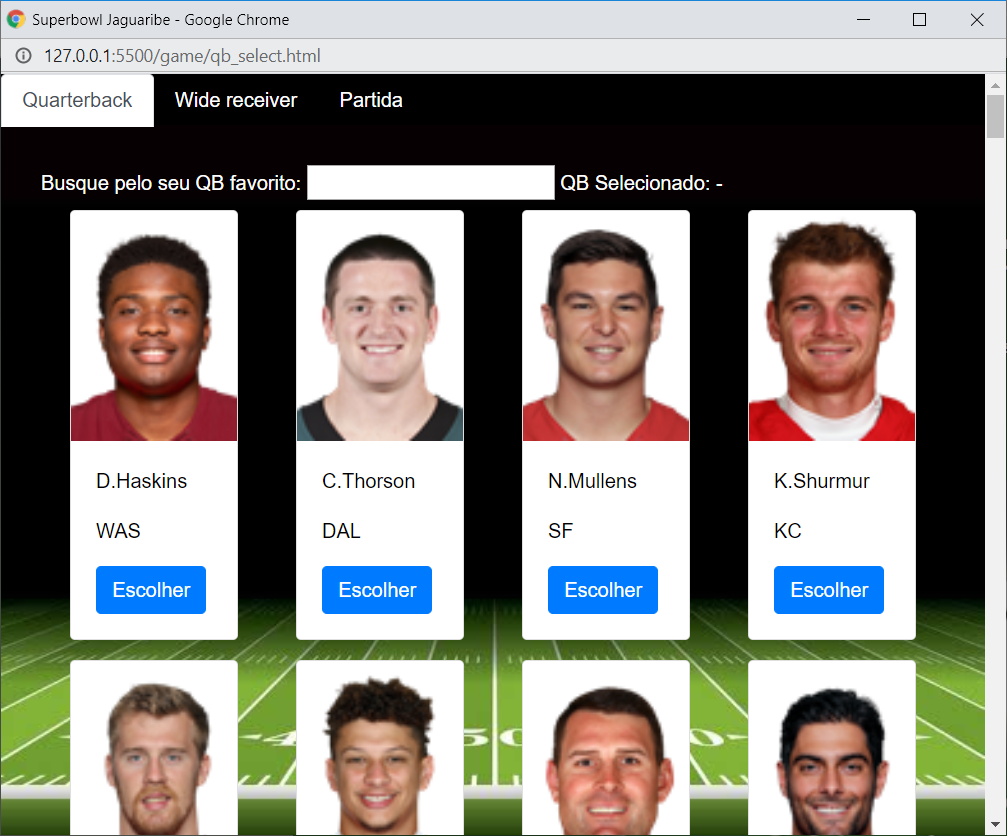 Superbowl Jaguaribe - Google Chrome
127.0.0.1:5500/game/qb_select.html
Quarterback Wide receiver Partida
Busque pelo seu QB favorito: QB Selecionado: -
D.Haskins C.Thorson N.Mullens K.Shurmur
WAS DAL SF KC
Escolher Escolher Escolher Escolher
4 50